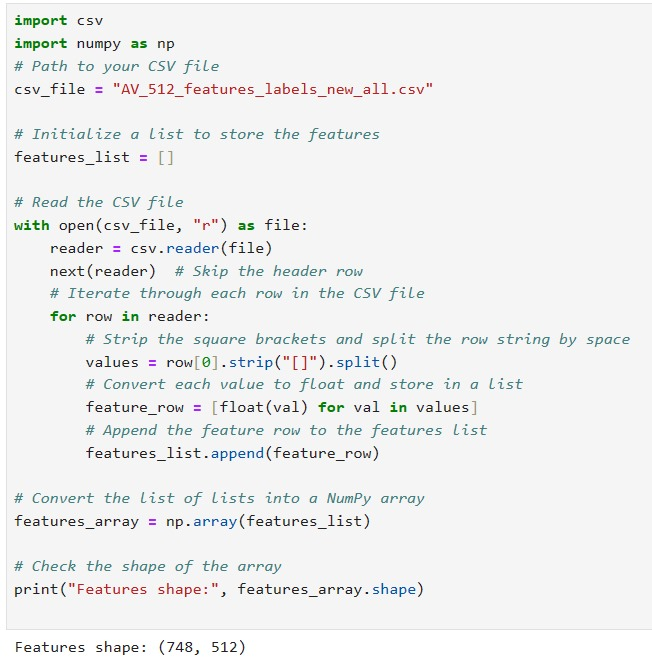 import csv
import numpy as np
# Path to your CSV file
csv_file = "AV_512_features_labels_new_all.csv"

# Initialize a list to store the features
features_list = []

# Read the CSV file
with open(csv_file, "r") as file:
    reader = csv.reader(file)
    next(reader)  # Skip the header row
    # Iterate through each row in the CSV file
    for row in reader:
        # Strip the square brackets and split the row string by space
        values = row[0].strip("[]").split()
        # Convert each value to float and store in a list
        feature_row = [float(val) for val in values]
        # Append the feature row to the features list
        features_list.append(feature_row)

# Convert the list of lists into a NumPy array
features_array = np.array(features_list)

# Check the shape of the array
print("Features shape:", features_array.shape)

Features shape: (748, 512)